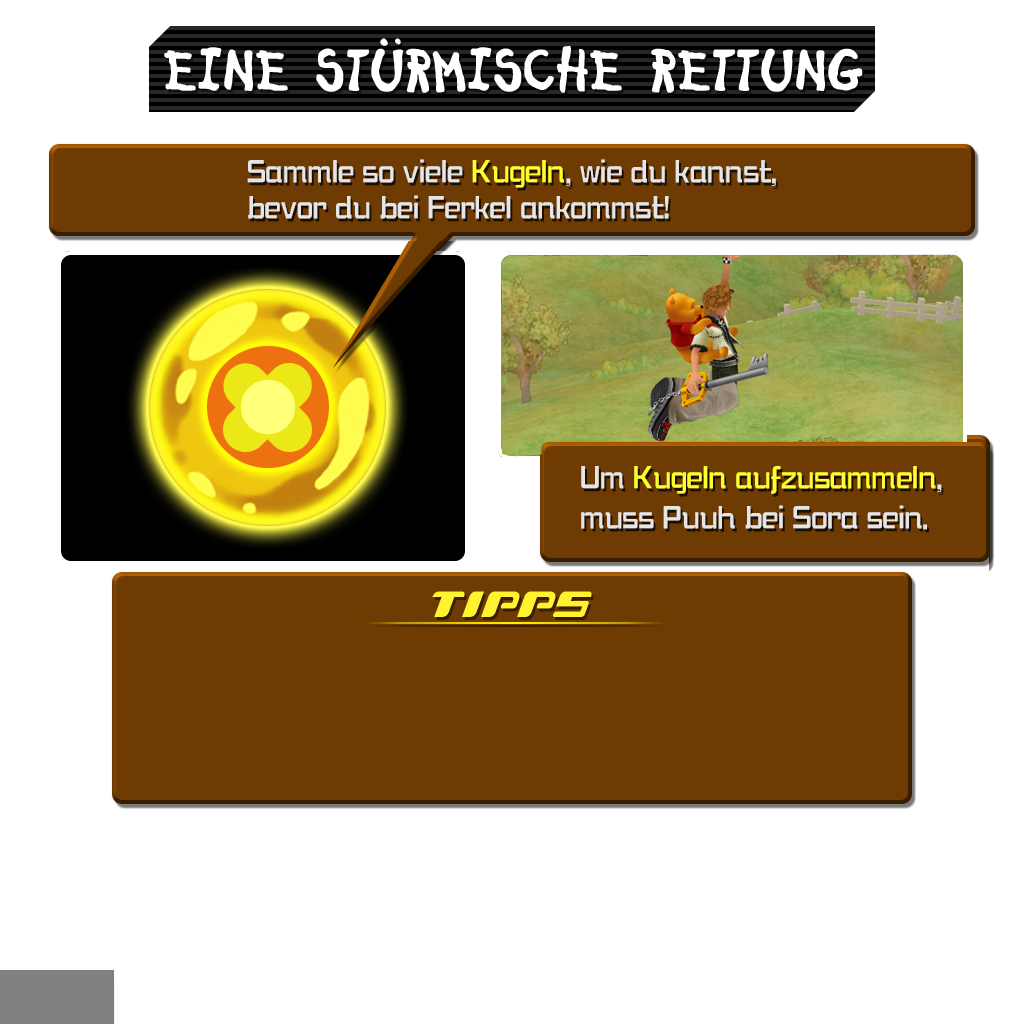 EINE STÜRMISCHE RETTUNG
Sammle so viele Kugeln, wie du kannst,
bevor du bei Ferkel ankommst!
Um Kugeln aufzusammeln,
muss Puuh bei Sora sein.
TIPPS